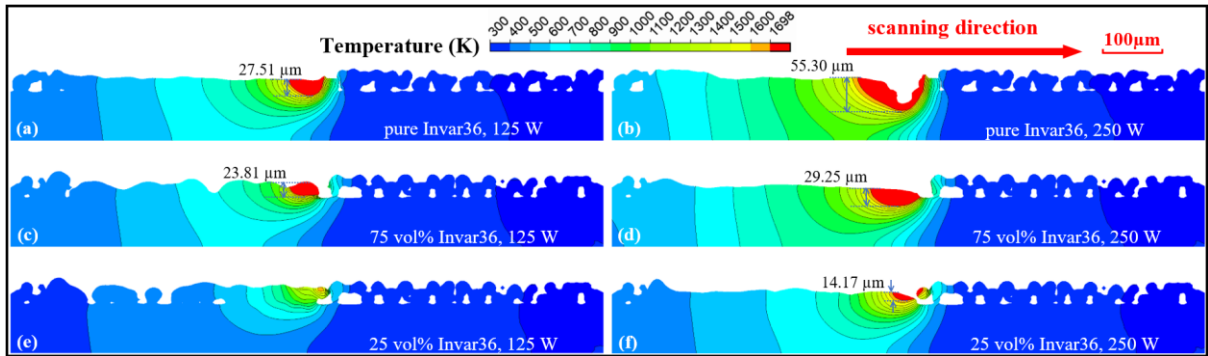 300 400 500 600 700 800 900 1000 1100 1200 1300 1400 1500 1600 1698
Temperature (K)
scanning direction
100μm
27.51 μm
(a)
pure Invar36, 125 W
55.30 μm
(b)
pure Invar36, 250 W
23.81 μm
(c)
75 vol% Invar36, 125 W
29.25 μm
(d)
75 vol% Invar36, 250 W
(e)
25 vol% Invar36, 125 W
14.17 μm
(f)
25 vol% Invar36, 250 W